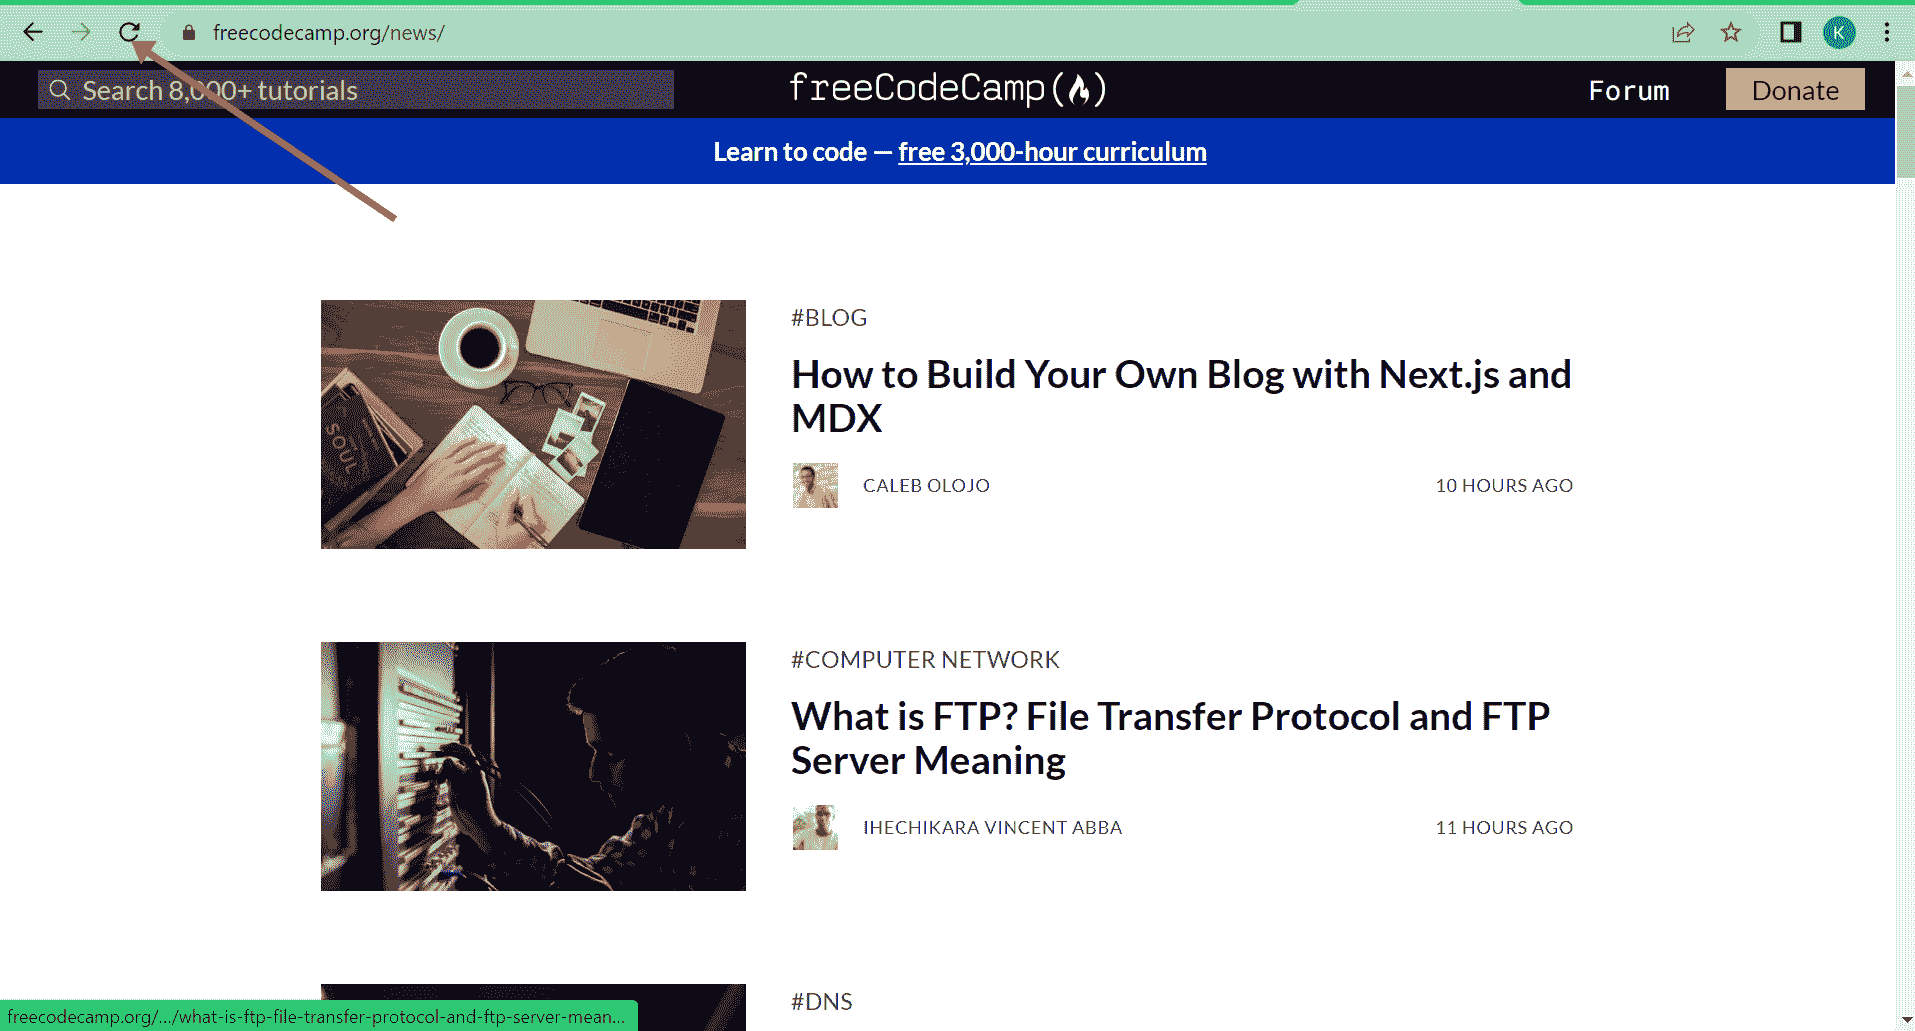 freecodecamp.org/news/
K
Search 8,000+ tutorials
freeCodeCamp(🔥)
Forum
Donate
Learn to code — free 3,000-hour curriculum
#BLOG
How to Build Your Own Blog with Next.js and
MDX
CALEB OLOJO
10 HOURS AGO
SOUL
#COMPUTER NETWORK
What is FTP? File Transfer Protocol and FTP
Server Meaning
IHECHIKARA VINCENT ABBA
11 HOURS AGO
#DNS
freecodecamp.org/.../what-is-ftp-file-transfer-protocol-and-ftp-server-mean...